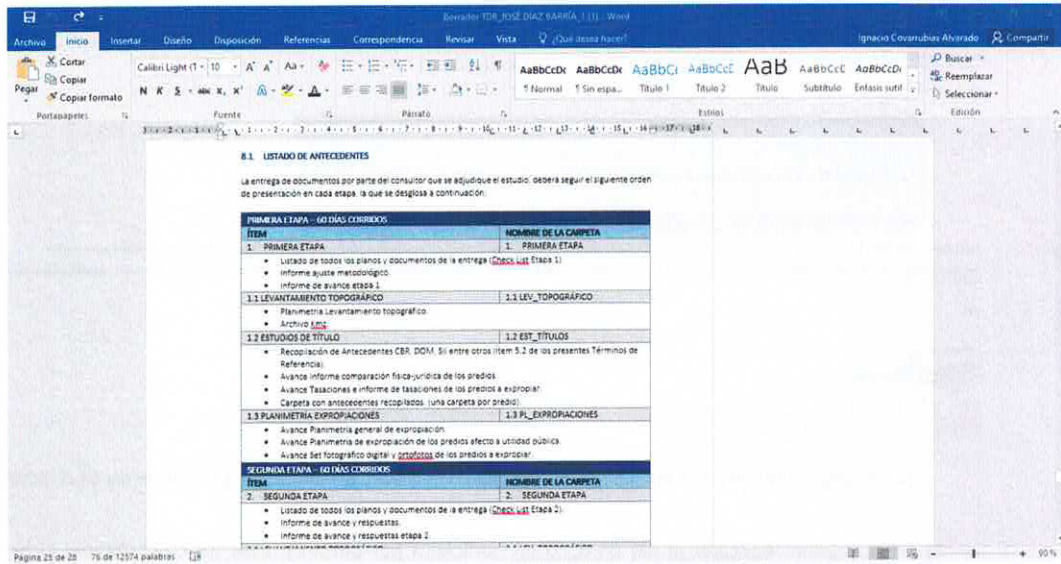 Borrador TDR_JOSÉ DÍAZ BARRÍA_1 (1) - Word
Archivo Inicio Insertar Diseño Disposición Referencias Correspondencia Revisar Vista ¿Qué desea hacer? Ignacio Covarrubias Alvarado Compartir
Pegar
Cortar
Copiar
Copiar formato
Portapapeles
Calibri Light (T 10
N K S abc X₂ X²
Fuente
Párrafo
AaBbCcDc AaBbCcDc AaBbCc AaBbCcE AaB AaBbCcC AaBbCcDc
¶ Normal ¶ Sin espa... Título 1 Título 2 Título Subtítulo Énfasis sutil
Estilos
Buscar
Reemplazar
Seleccionar
Edición
8.1 LISTADO DE ANTECEDENTES
La entrega de documentos por parte del consultor que se adjudique el estudio, deberá seguir el siguiente orden
de presentación en cada etapa, la que se desglosa a continuación:
PRIMERA ETAPA – 60 DÍAS CORRIDOS
ÍTEM NOMBRE DE LA CARPETA
1. PRIMERA ETAPA 1. PRIMERA ETAPA
• Listado de todos los planos y documentos de la entrega (Check List Etapa 1)
• Informe ajuste metodológico.
• Informe de avance etapa 1
1.1 LEVANTAMIENTO TOPOGRÁFICO 1.1 LEV_TOPOGRÁFICO
• Planimetría Levantamiento topográfico.
• Archivo kmz.
1.2 ESTUDIOS DE TÍTULO 1.2 EST_TÍTULOS
• Recopilación de Antecedentes CBR, DOM, SII entre otros (Ítem 5.2 de los presentes Términos de
Referencia).
• Avance Informe comparación física-jurídica de los predios.
• Avance Tasaciones e informe de tasaciones de los predios a expropiar.
• Carpeta con antecedentes recopilados. (una carpeta por predio).
1.3 PLANIMETRÍA EXPROPIACIONES 1.3 PL_EXPROPIACIONES
• Avance Planimetría general de expropiación.
• Avance Planimetría de expropiación de los predios afecto a utilidad pública.
• Avance Set fotográfico digital y ortofotos de los predios a expropiar.
SEGUNDA ETAPA – 60 DÍAS CORRIDOS
ÍTEM NOMBRE DE LA CARPETA
2. SEGUNDA ETAPA 2. SEGUNDA ETAPA
• Listado de todos los planos y documentos de la entrega (Check List Etapa 2).
• Informe de avance y respuestas.
• Informe de avance y respuestas etapa 2
Página 25 de 28 76 de 12574 palabras 90 %